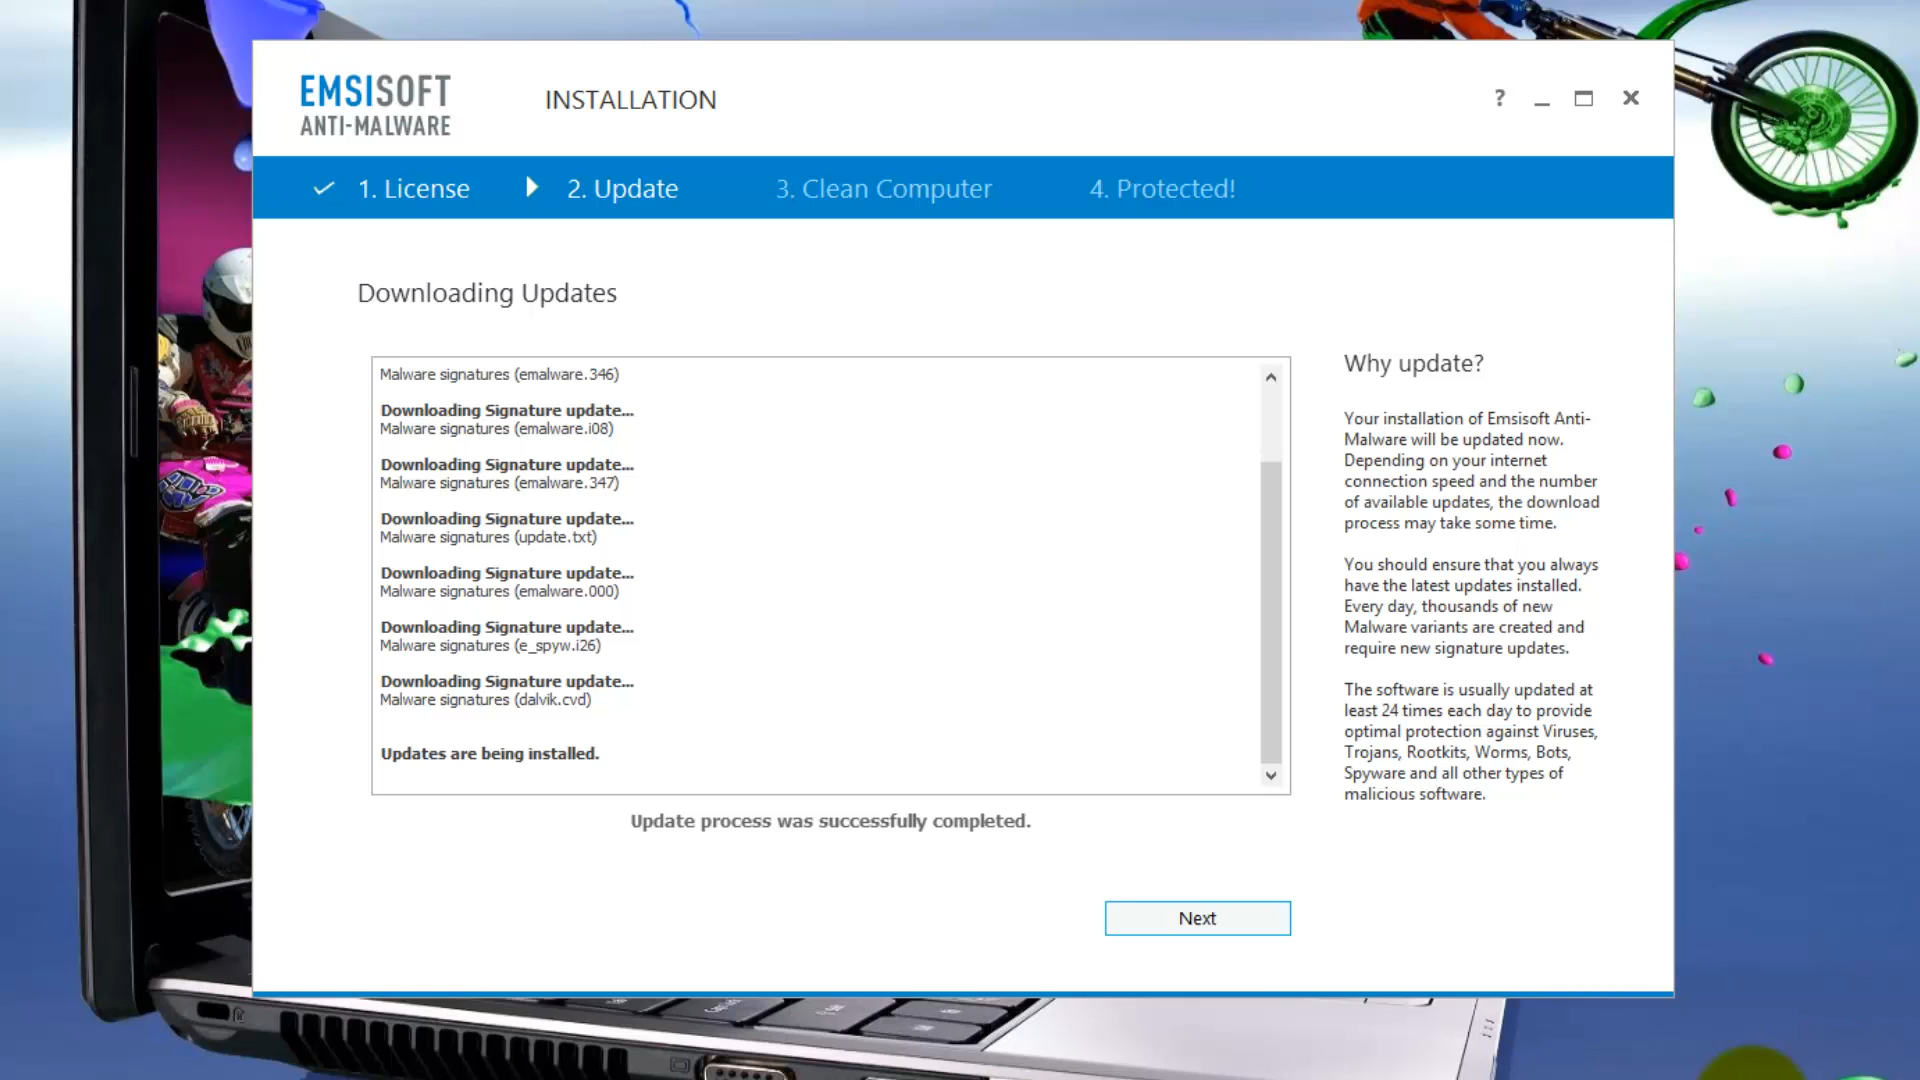 EMSISOFT
ANTI-MALWARE
INSTALLATION
?
1. License
2. Update
3. Clean Computer
4. Protected!
Downloading Updates
Malware signatures (emalware.346)
Downloading Signature update...
Malware signatures (emalware.i08)
Downloading Signature update...
Malware signatures (emalware.347)
Downloading Signature update...
Malware signatures (update.txt)
Downloading Signature update...
Malware signatures (emalware.000)
Downloading Signature update...
Malware signatures (e_spyw.i26)
Downloading Signature update...
Malware signatures (dalvik.cvd)
Updates are being installed.
Update process was successfully completed.
Next
Why update?
Your installation of Emsisoft Anti-
Malware will be updated now.
Depending on your internet
connection speed and the number
of available updates, the download
process may take some time.
You should ensure that you always
have the latest updates installed.
Every day, thousands of new
Malware variants are created and
require new signature updates.
The software is usually updated at
least 24 times each day to provide
optimal protection against Viruses,
Trojans, Rootkits, Worms, Bots,
Spyware and all other types of
malicious software.